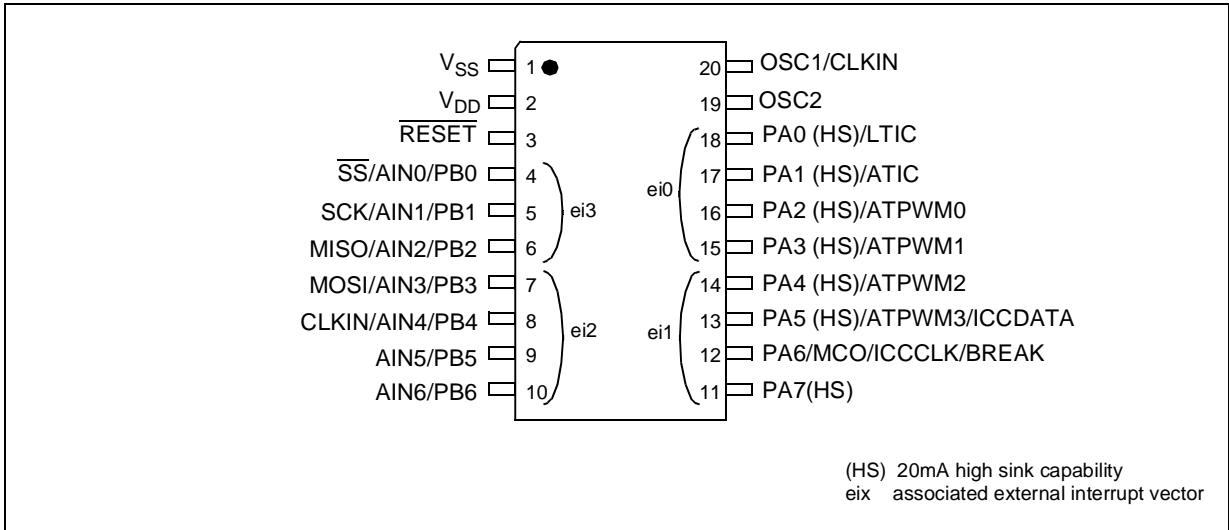 VSS 1 20 OSC1/CLKIN
VDD 2 19 OSC2
RESET 3 18 PA0 (HS)/LTIC
SS/AIN0/PB0 4 17 PA1 (HS)/ATIC
ei0
SCK/AIN1/PB1 5 ei3 16 PA2 (HS)/ATPWM0
MISO/AIN2/PB2 6 15 PA3 (HS)/ATPWM1
MOSI/AIN3/PB3 7 14 PA4 (HS)/ATPWM2
CLKIN/AIN4/PB4 8 ei2 ei1 13 PA5 (HS)/ATPWM3/ICCDATA
AIN5/PB5 9 12 PA6/MCO/ICCCLK/BREAK
AIN6/PB6 10 11 PA7(HS)
(HS) 20mA high sink capability
eix associated external interrupt vector